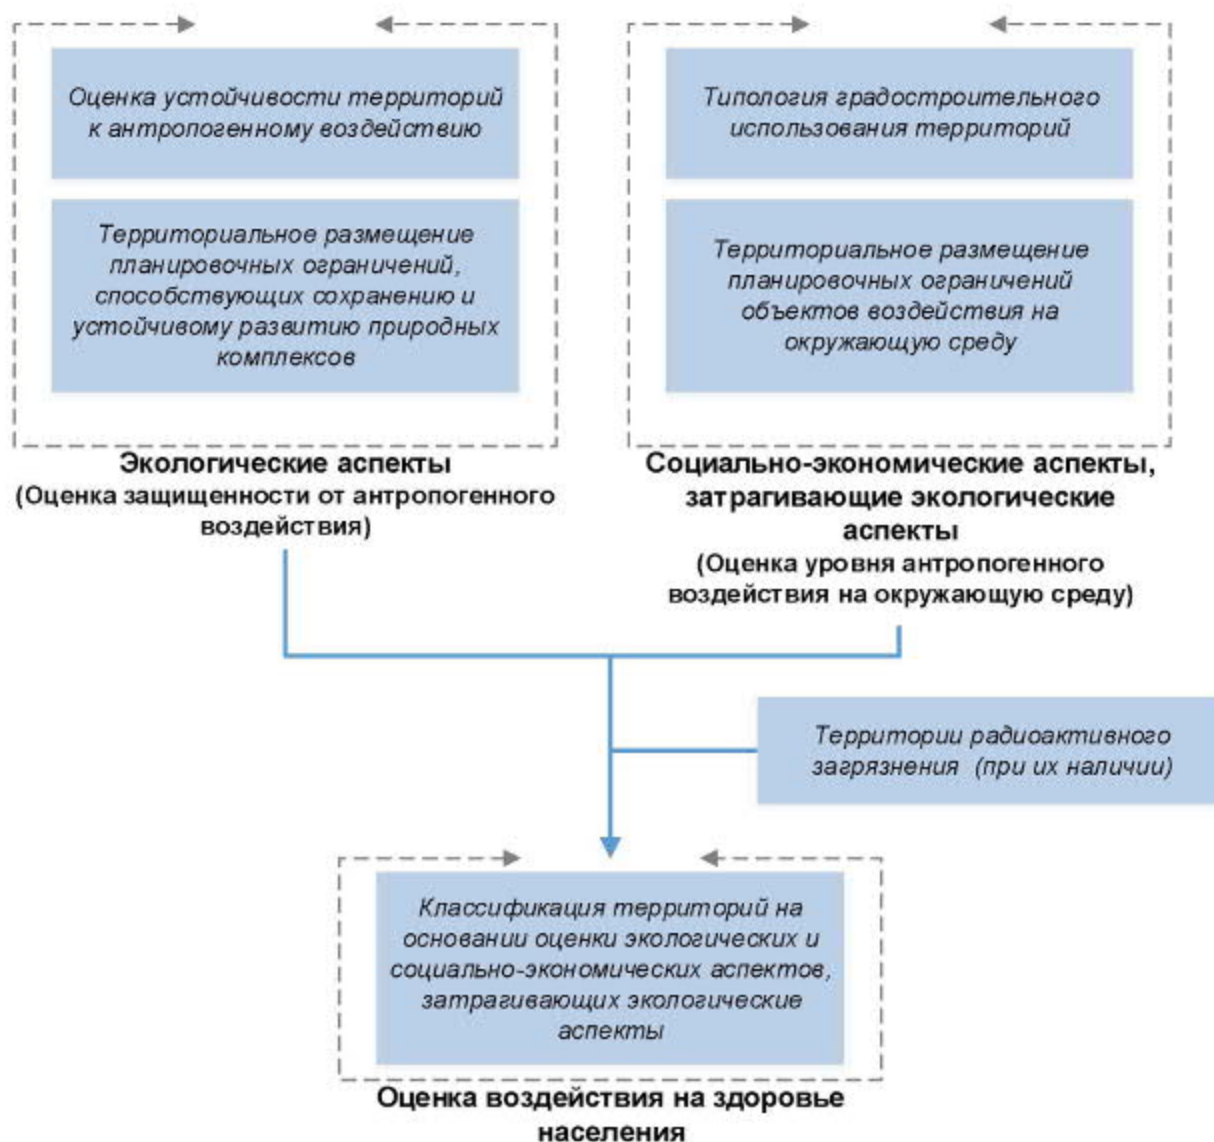 Оценка устойчивости территорий
к антропогенному воздействию
Территориальное размещение
планировочных ограничений,
способствующих сохранению и
устойчивому развитию природных
комплексов
Экологические аспекты
(Оценка защищенности от антропогенного
воздействия)
Типология градостроительного
использования территорий
Территориальное размещение
планировочных ограничений
объектов воздействия на
окружающую среду
Социально-экономические аспекты,
затрагивающие экологические
аспекты
(Оценка уровня антропогенного
воздействия на окружающую среду)
Территории радиоактивного
загрязнения (при их наличии)
Классификация территорий на
основании оценки экологических и
социально-экономических аспектов,
затрагивающих экологические
аспекты
Оценка воздействия на здоровье
населения